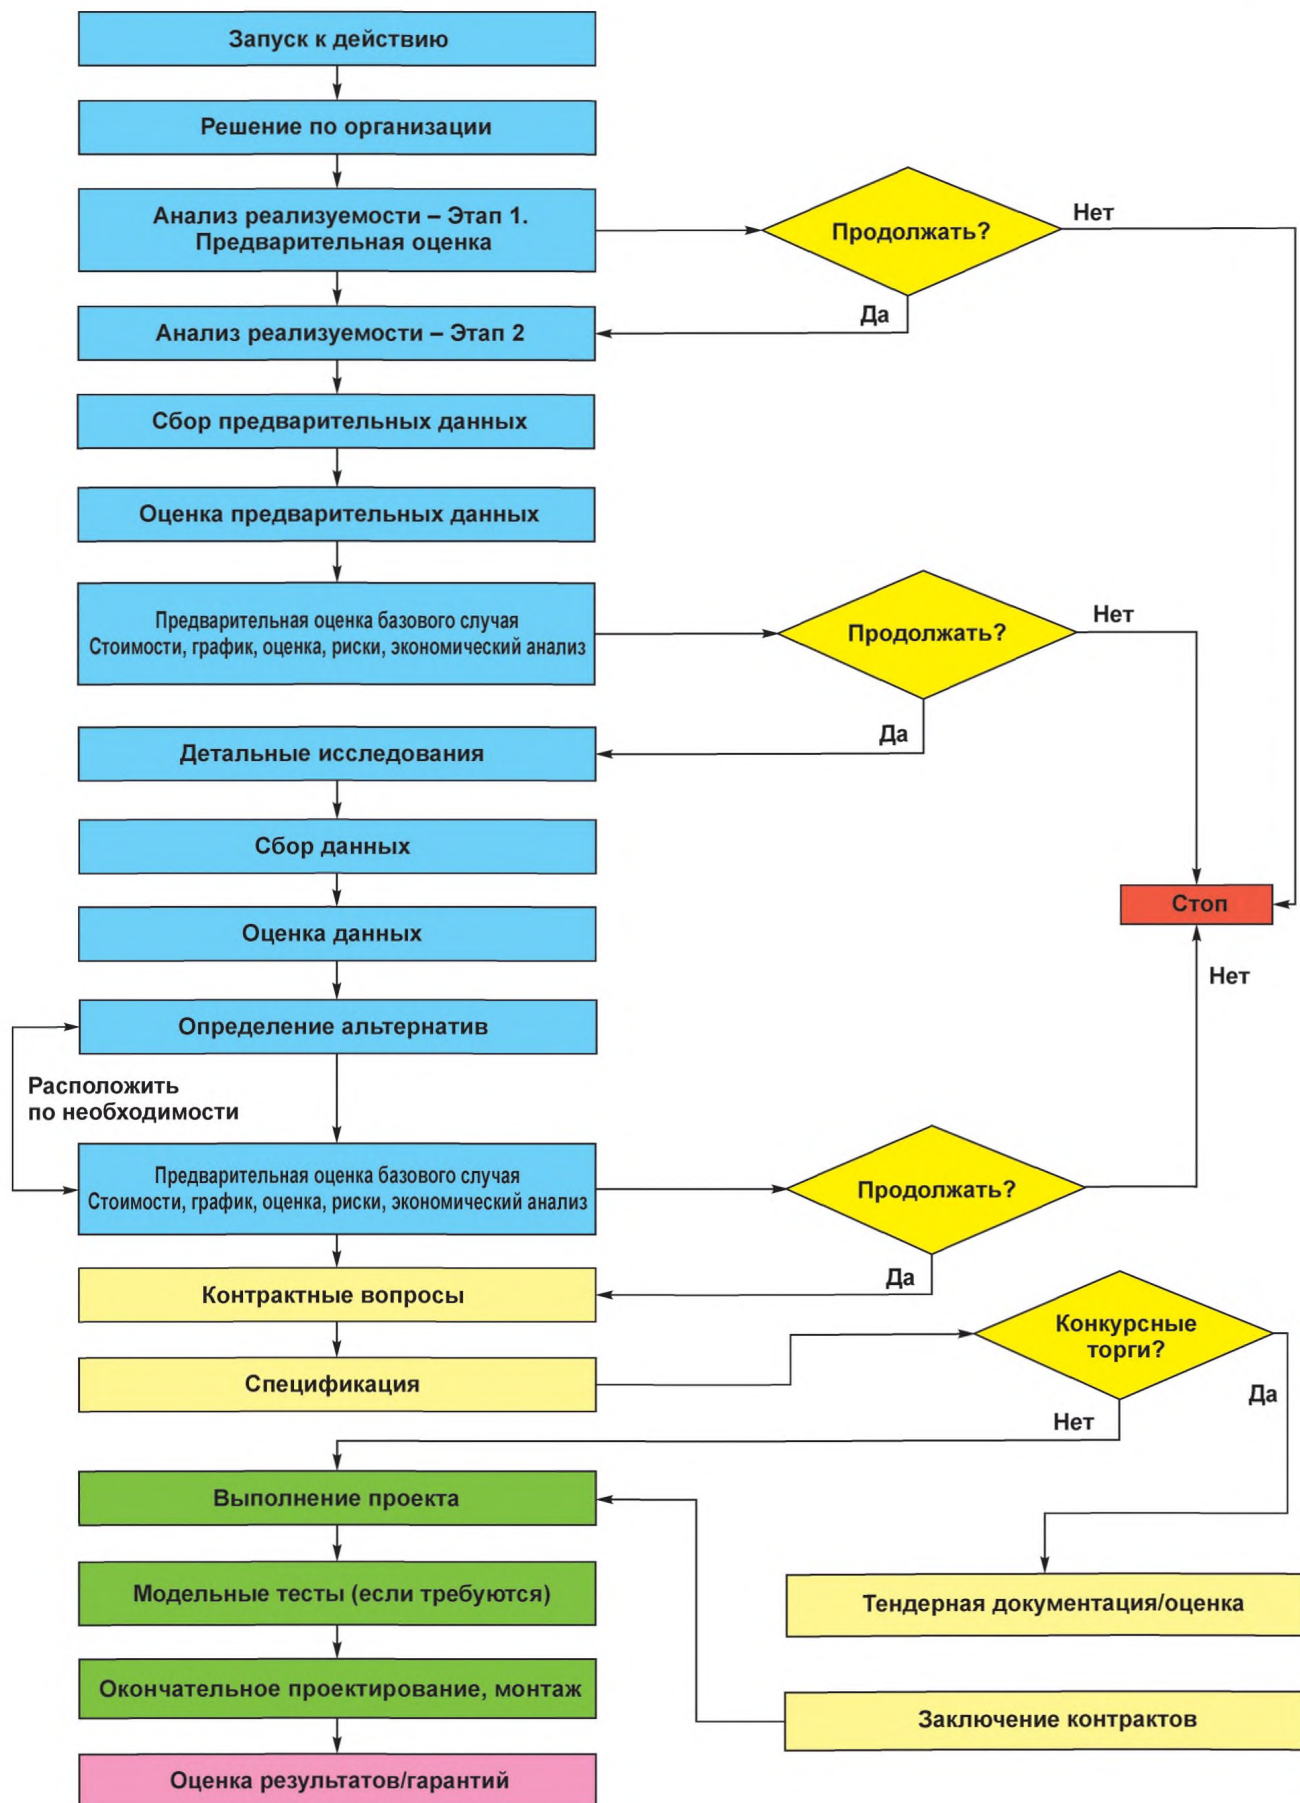 Запуск к действию
Решение по организации
Анализ реализуемости – Этап 1.
Предварительная оценка
Продолжать?
Нет
Да
Анализ реализуемости – Этап 2
Сбор предварительных данных
Оценка предварительных данных
Предварительная оценка базового случая
Стоимости, график, оценка, риски, экономический анализ
Продолжать?
Нет
Да
Детальные исследования
Сбор данных
Стоп
Оценка данных
Нет
Определение альтернатив
Расположить
по необходимости
Предварительная оценка базового случая
Стоимости, график, оценка, риски, экономический анализ
Продолжать?
Да
Контрактные вопросы
Конкурсные
торги?
Спецификация
Да
Нет
Выполнение проекта
Модельные тесты (если требуются)
Тендерная документация/оценка
Окончательное проектирование, монтаж
Заключение контрактов
Оценка результатов/гарантий